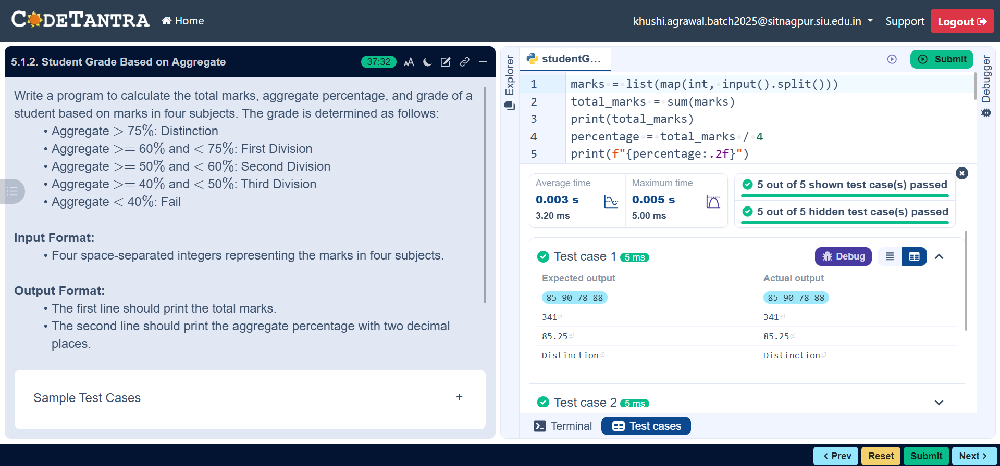 CODETANTRA
Home
khushi.agrawal.batch2025@sitnagpur.siu.edu.in
Support
Logout
5.1.2. Student Grade Based on Aggregate
37:32
AA
Write a program to calculate the total marks, aggregate percentage, and grade of a
student based on marks in four subjects. The grade is determined as follows:
• Aggregate > 75%: Distinction
• Aggregate >= 60% and < 75%: First Division
• Aggregate >= 50% and < 60%: Second Division
• Aggregate >= 40% and < 50%: Third Division
• Aggregate < 40%: Fail
Input Format:
• Four space-separated integers representing the marks in four subjects.
Output Format:
• The first line should print the total marks.
• The second line should print the aggregate percentage with two decimal
places.
Sample Test Cases
+
Explorer
studentG...
Submit
Debugger
1 marks = list(map(int, input().split()))
2 total_marks = sum(marks)
3 print(total_marks)
4 percentage = total_marks / 4
5 print(f"{percentage:.2f}")
Average time
0.003 s
3.20 ms
Maximum time
0.005 s
5.00 ms
5 out of 5 shown test case(s) passed
5 out of 5 hidden test case(s) passed
Test case 1 5 ms
Debug
Expected output Actual output
85 90 78 88 85 90 78 88
341 341
85.25 85.25
Distinction Distinction
Test case 2 5 ms
Terminal
Test cases
< Prev
Reset
Submit
Next >